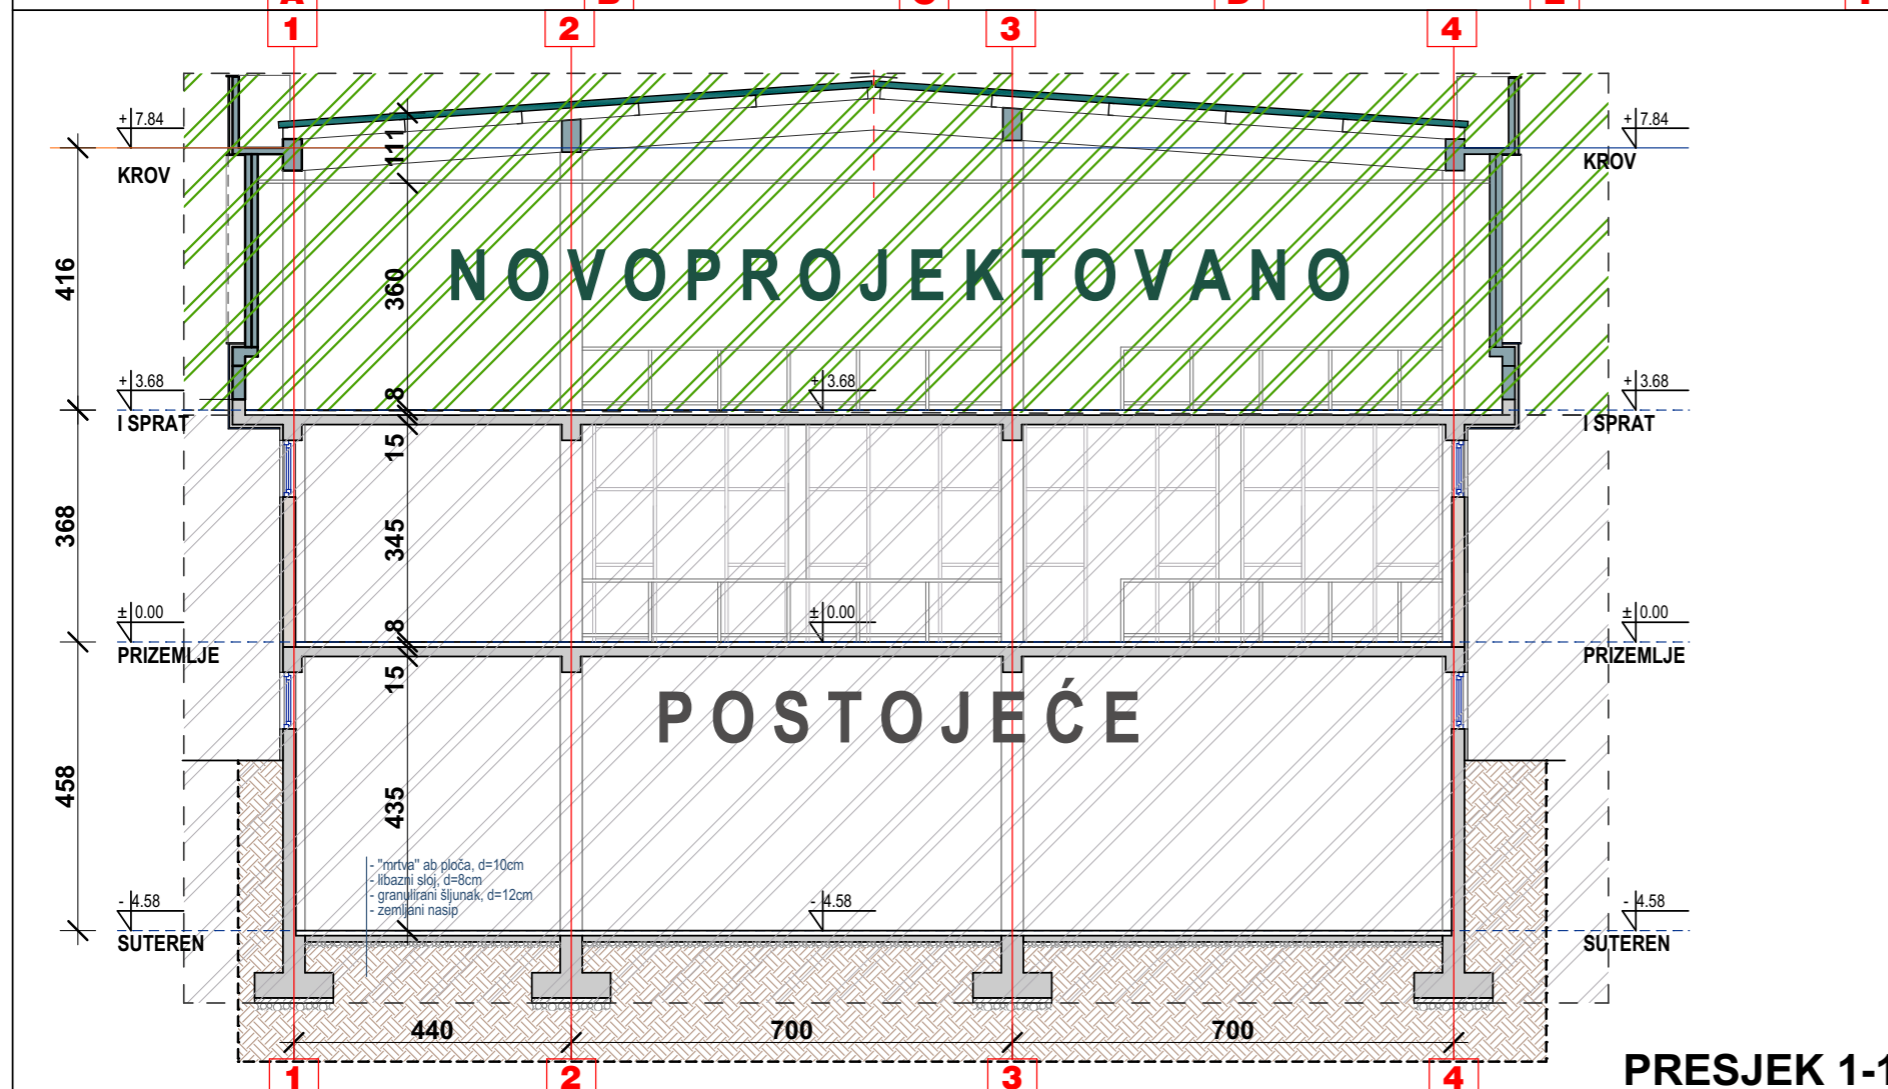 1 2 3 4
+ 7.84 + 7.84
KROV KROV
111
416
360
NOVOPROJEKTOVANO
+ 3.68 + 3.68 + 3.68
8
I SPRAT I SPRAT
15
368
345
± 0.00 ± 0.00 ± 0.00
8
PRIZEMLJE PRIZEMLJE
15
POSTOJEĆE
458
435
- "mrtva" ab ploča, d=10cm
- libazni sloj, d=8cm
- granulirani šljunak, d=12cm
- zemljani nasip
- 4.58 - 4.58 - 4.58
SUTEREN SUTEREN
440 700 700
1 2 3 4
PRESJEK 1-1